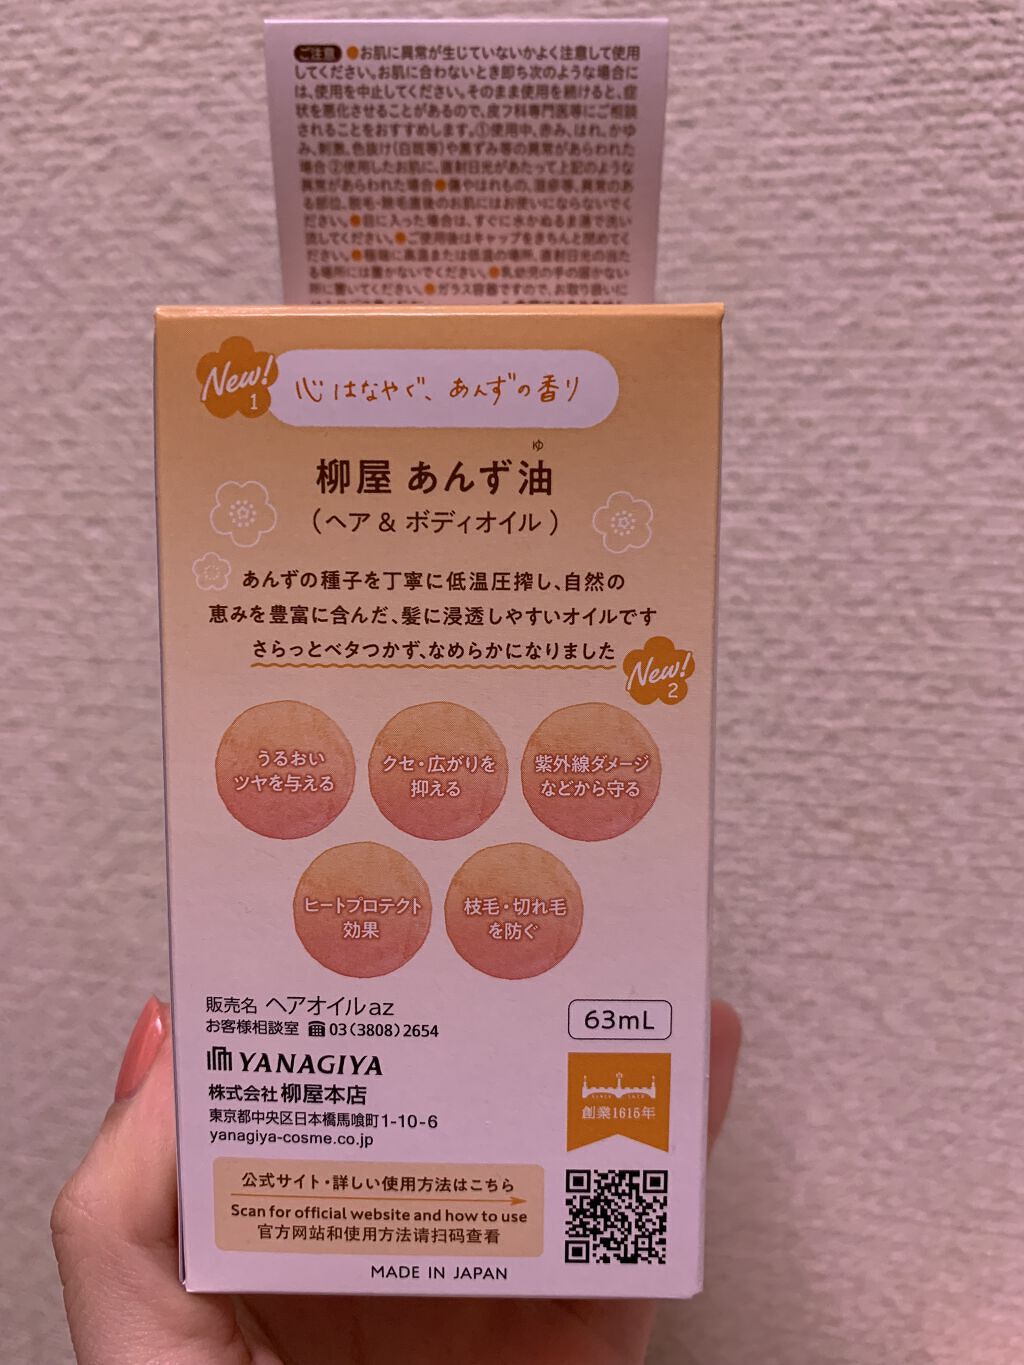 ご注意 ●お肌に異常が生じていないかよく注意して使用
してください。お肌に合わないとき即ち次のような場合に
は、使用を中止してください。そのまま使用を続けると、症
状を悪化させることがあるので、皮フ科専門医等にご相談
されることをおすすめします。①使用中、赤み、はれ、かゆ
み、刺激、色抜け(白斑等)や黒ずみ等の異常があらわれた
場合 ②使用したお肌に、直射日光があたって上記のような
異常があらわれた場合 ●傷やはれもの、湿疹等、異常のあ
る部位、脱毛・除毛直後のお肌にはお使いにならないでく
ださい。●目に入った場合は、すぐに水かぬるま湯で洗い
流してください。●ご使用後はキャップをきちんと閉めてく
ださい。●極端に高温または低温の場所、直射日光の当た
る場所には置かないでください。●乳幼児の手の届かない
所に置いてください。●ガラス容器ですので、お取り扱いに
New! 1
心はなやぐ、あんずの香り
ゆ
柳屋 あんず油
(ヘア & ボディオイル)
あんずの種子を丁寧に低温圧搾し、自然の
恵みを豊富に含んだ、髪に浸透しやすいオイルです
さらっとベタつかず、なめらかになりました
New! 2
うるおい
ツヤを与える
クセ・広がりを
抑える
紫外線ダメージ
などから守る
ヒートプロテクト
効果
枝毛・切れ毛
を防ぐ
販売名 ヘアオイルaz
お客様相談室 03(3808)2654
63mL
YANAGIYA
株式会社 柳屋本店
東京都中央区日本橋馬喰町1-10-6
yanagiya-cosme.co.jp
SINCE 1615
創業1615年
公式サイト・詳しい使用方法はこちら
Scan for official website and how to use
官方网站和使用方法请扫码查看
MADE IN JAPAN